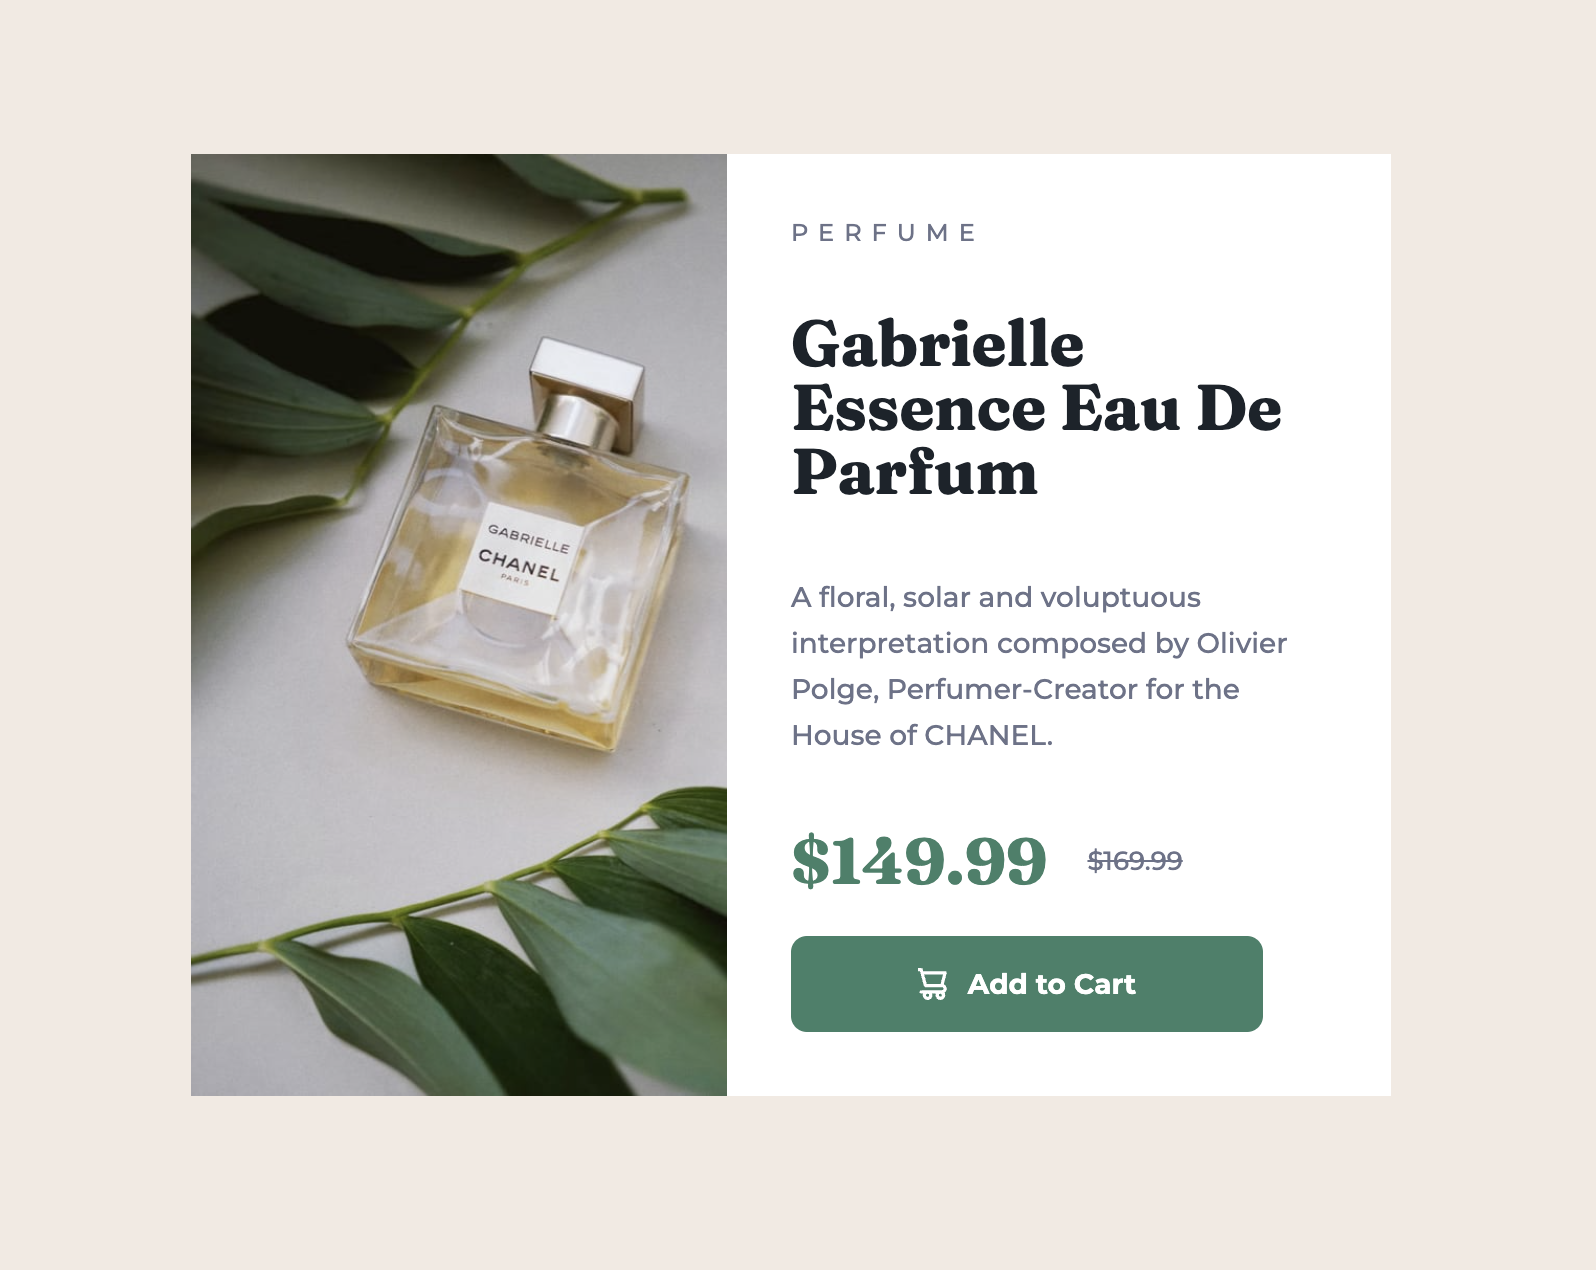 GABRIELLE
CHANEL
PARIS
PERFUME
Gabrielle
Essence Eau De
Parfum
A floral, solar and voluptuous
interpretation composed by Olivier
Polge, Perfumer-Creator for the
House of CHANEL.
$149.99 $169.99
Add to Cart